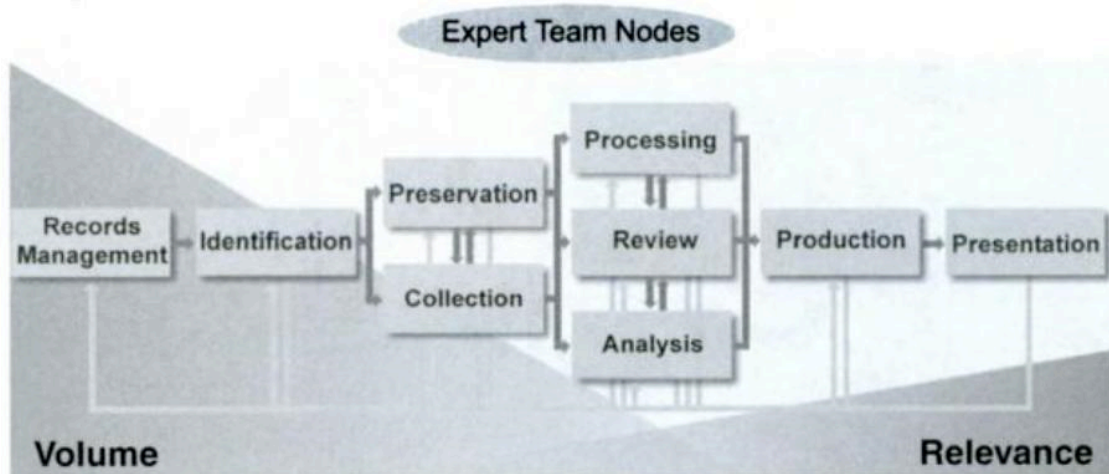 Expert Team Nodes
Processing
Preservation
Records
Management
Identification
Review
Production
Presentation
Collection
Analysis
Volume
Relevance